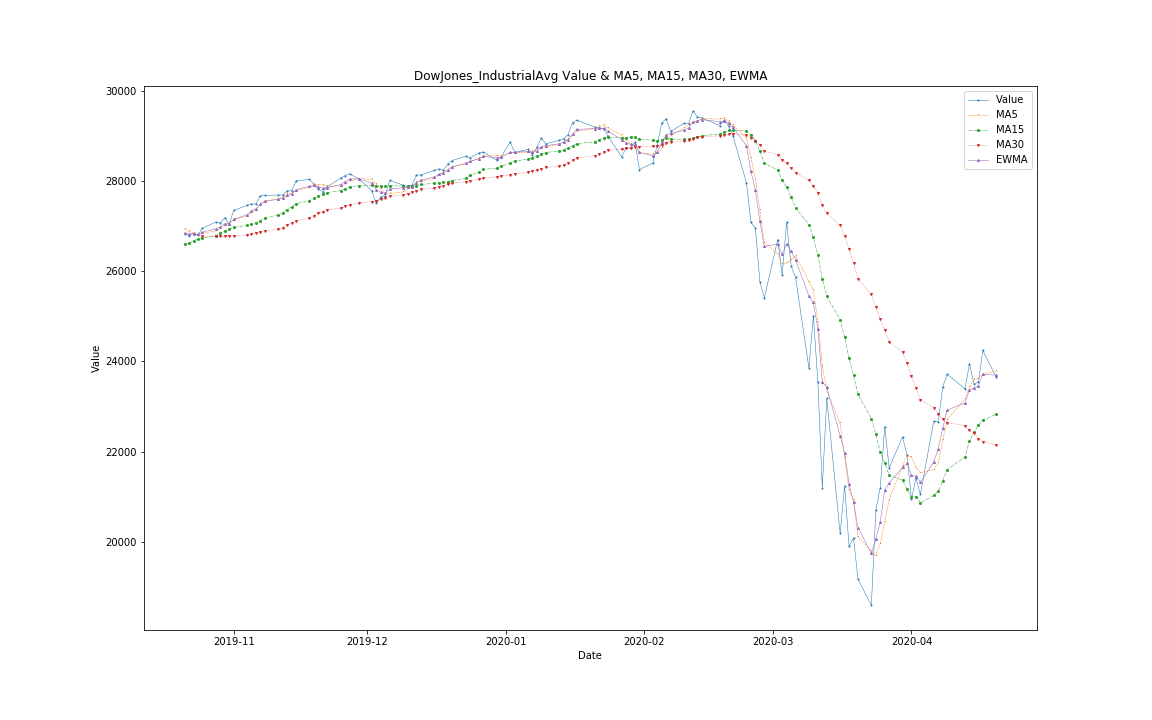 DowJones_IndustrialAvg Value & MA5, MA15, MA30, EWMA
30000
28000
26000
24000
22000
20000
Value
Value
MA5
MA15
MA30
EWMA
2019-11
2019-12
2020-01
2020-02
2020-03
2020-04
Date